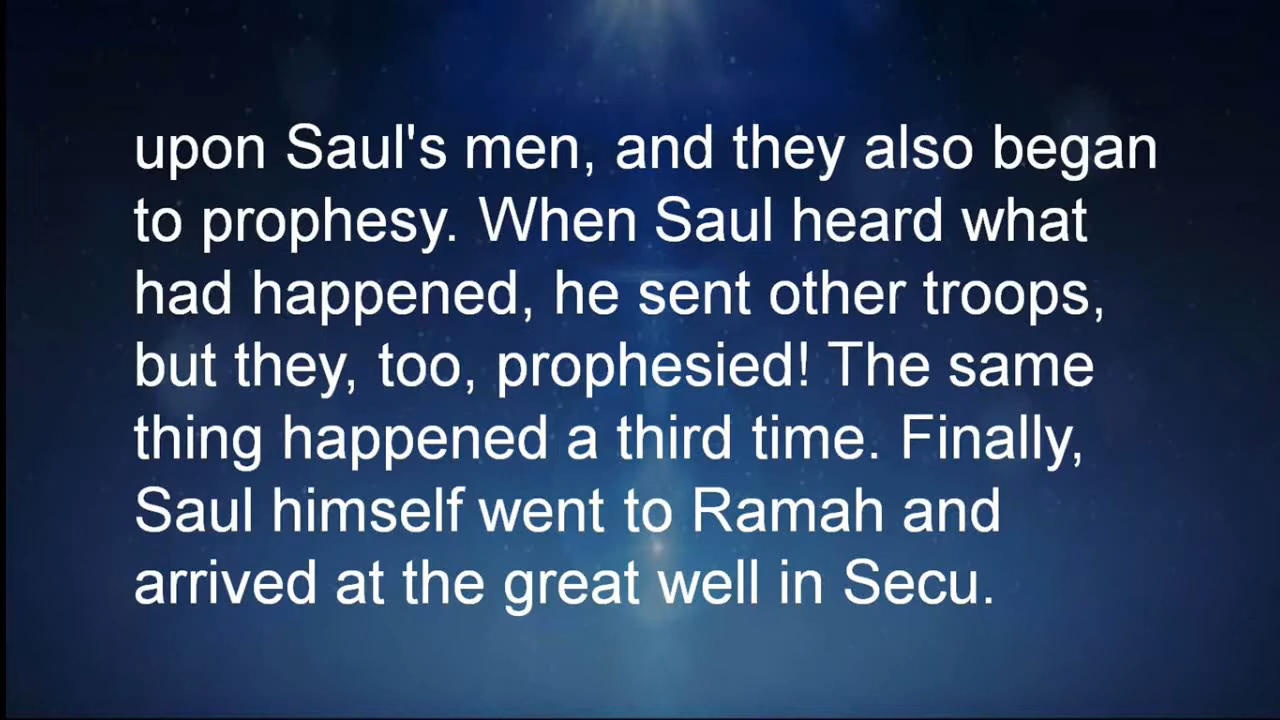 upon Saul's men, and they also began
to prophesy. When Saul heard what
had happened, he sent other troops,
but they, too, prophesied! The same
thing happened a third time. Finally,
Saul himself went to Ramah and
arrived at the great well in Secu.